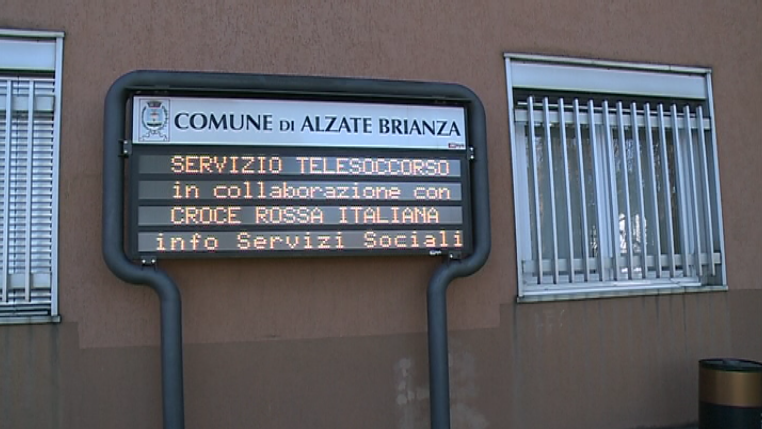 COMUNE DI ALZATE BRIANZA
SERVIZIO TELESOCCORSO
in collaborazione con
CROCE ROSSA ITALIANA
info Servizi Sociali